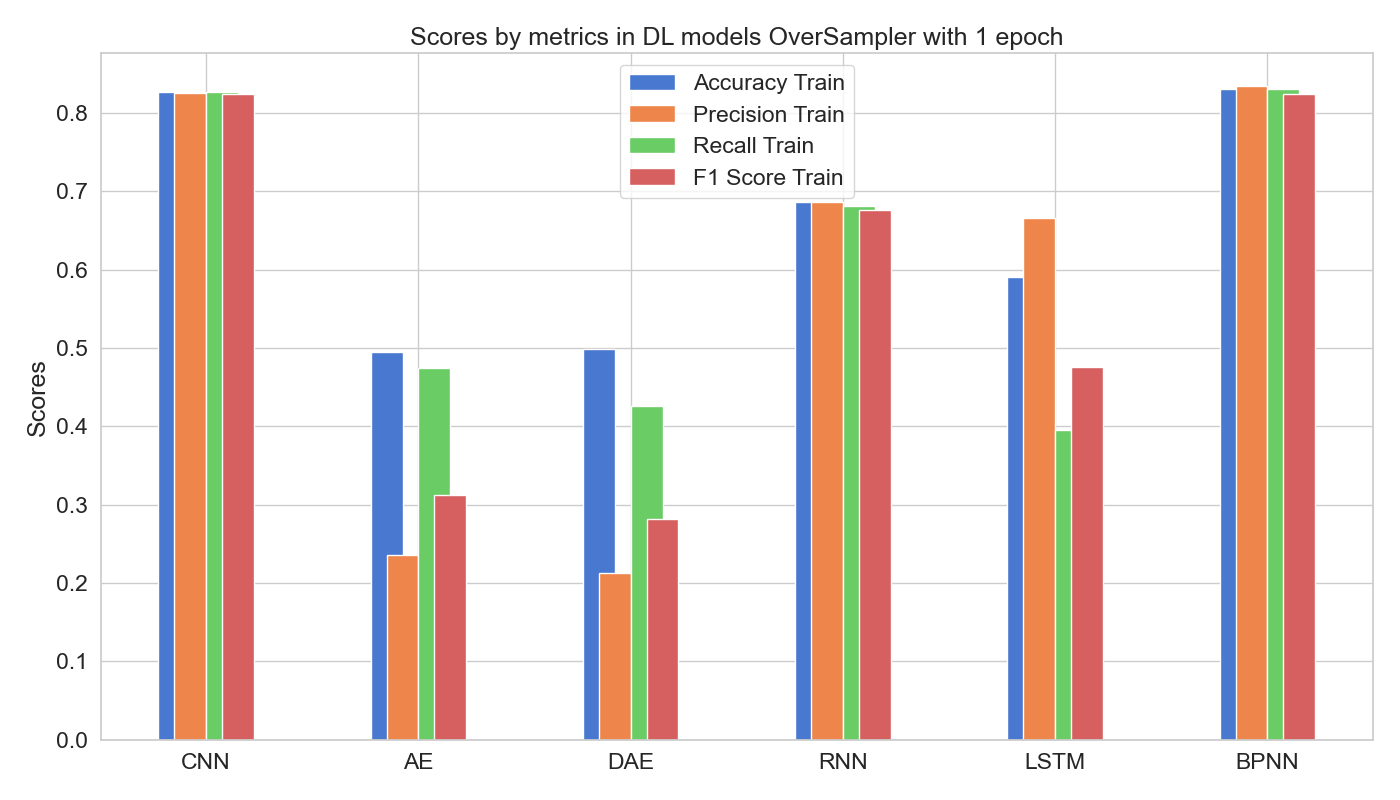 Scores by metrics in DL models OverSampler with 1 epoch
Accuracy Train
Precision Train
Recall Train
F1 Score Train
Scores
0.8
0.7
0.6
0.5
0.4
0.3
0.2
0.1
0.0
CNN AE DAE RNN LSTM BPNN